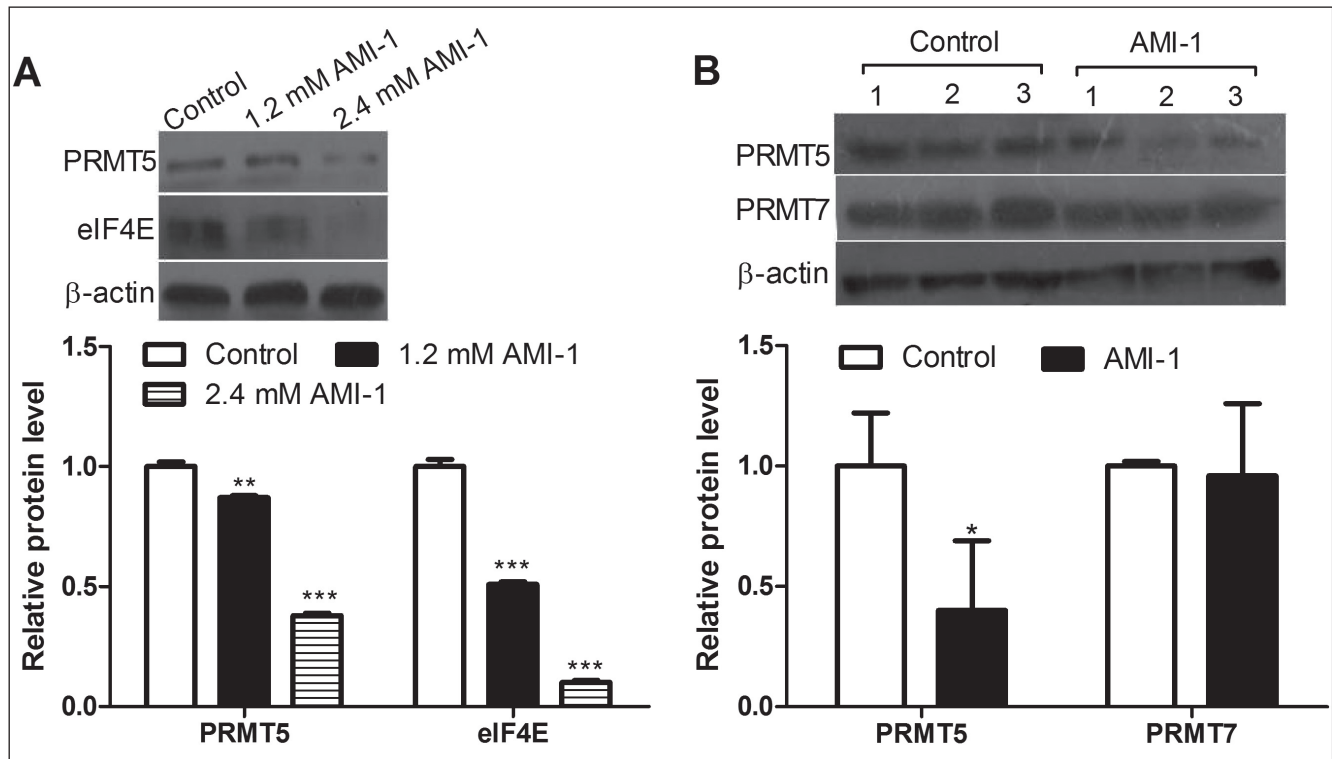 A
Control
1.2 mM AMI-1
2.4 mM AMI-1
PRMT5
eIF4E
β-actin
1.5
1.0
0.5
0.0
Relative protein level
Control
1.2 mM AMI-1
2.4 mM AMI-1
**
***
***
***
PRMT5
eIF4E
B
Control
AMI-1
1 2 3 1 2 3
PRMT5
PRMT7
β-actin
1.5
1.0
0.5
0.0
Relative protein level
Control
AMI-1
*
PRMT5
PRMT7